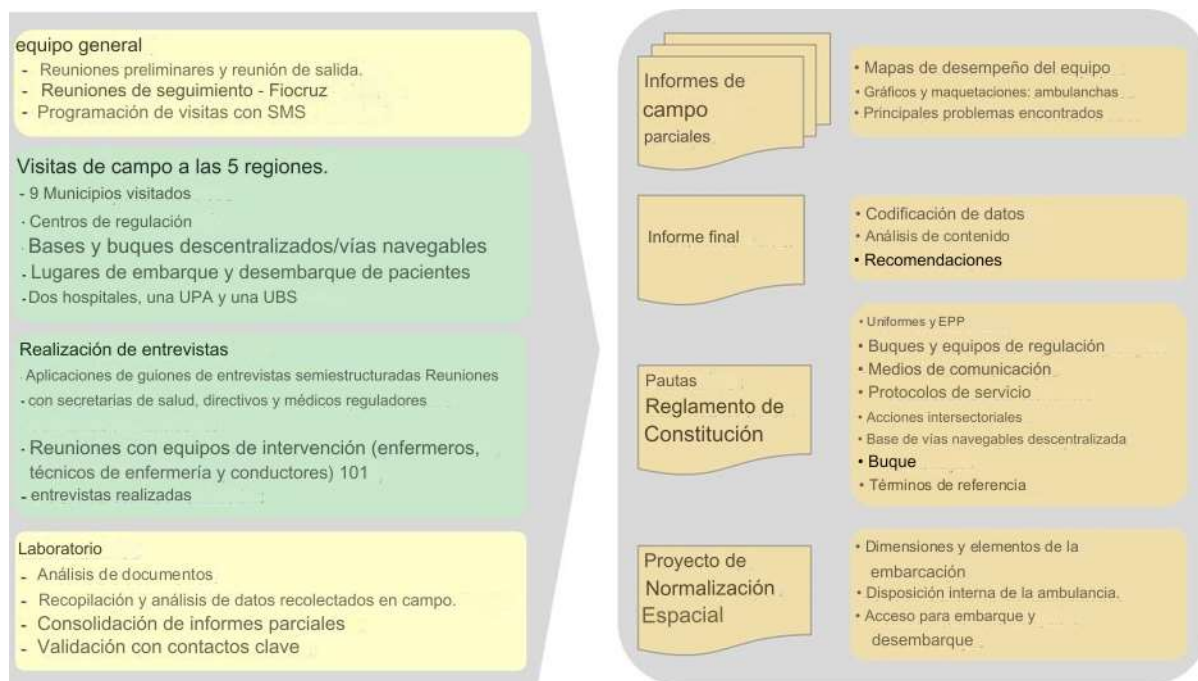 equipo general
- Reuniones preliminares y reunión de salida.
- Reuniones de seguimiento - Fiocruz
- Programación de visitas con SMS
Visitas de campo a las 5 regiones.
- 9 Municipios visitados
· Centros de regulación
· Bases y buques descentralizados/vías navegables
- Lugares de embarque y desembarque de pacientes
- Dos hospitales, una UPA y una UBS
Realización de entrevistas
· Aplicaciones de guiones de entrevistas semiestructuradas Reuniones
- con secretarias de salud, directivos y médicos reguladores
· Reuniones con equipos de intervención (enfermeros,
técnicos de enfermería y conductores) 101
- entrevistas realizadas
Laboratorio
- Análisis de documentos
- Recopilación y análisis de datos recolectados en campo.
- Consolidación de informes parciales
- Validación con contactos clave
Informes de
campo
parciales
• Mapas de desempeño del equipo
• Gráficos y maquetaciones: ambulanchas
• Principales problemas encontrados
Informe final
• Codificación de datos
• Análisis de contenido
• Recomendaciones
Pautas
Reglamento de
Constitución
• Uniformes y EPP
• Buques y equipos de regulación
• Medios de comunicación
• Protocolos de servicio
• Acciones intersectoriales
• Base de vías navegables descentralizada
• Buque
• Términos de referencia
Proyecto de
Normalización
Espacial
• Dimensiones y elementos de la
embarcación
• Disposición interna de la ambulancia.
• Acceso para embarque y
desembarque